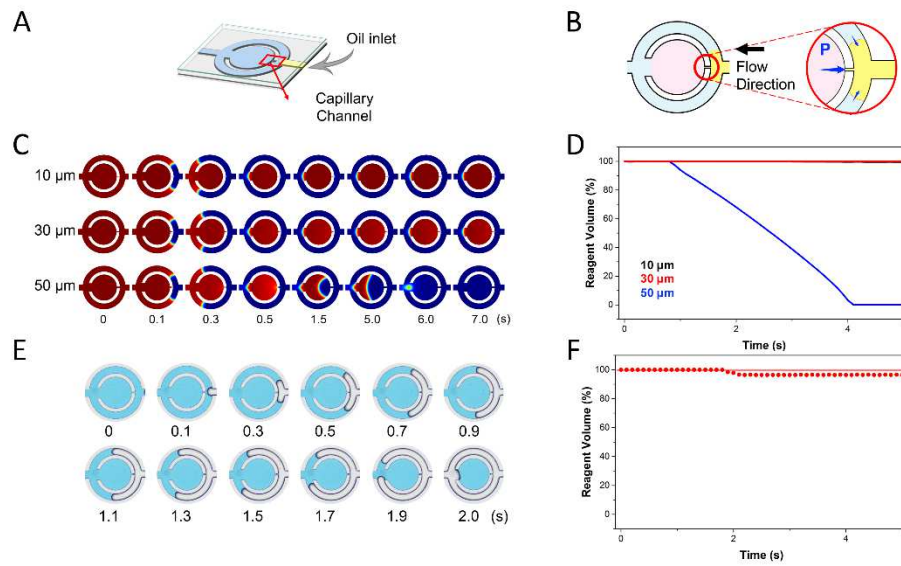 A
Oil inlet
Capillary
Channel
B
P
Flow
Direction
C
10 µm
30 µm
50 µm
0 0.1 0.3 0.5 1.5 5.0 6.0 7.0 (s)
D
Reagent Volume (%)
100
80
60
40
20
0
10 µm
30 µm
50 µm
0 2 4
Time (s)
E
0 0.1 0.3 0.5 0.7 0.9
1.1 1.3 1.5 1.7 1.9 2.0 (s)
F
Reagent Volume (%)
100
80
60
40
20
0
0 2 4
Time (s)